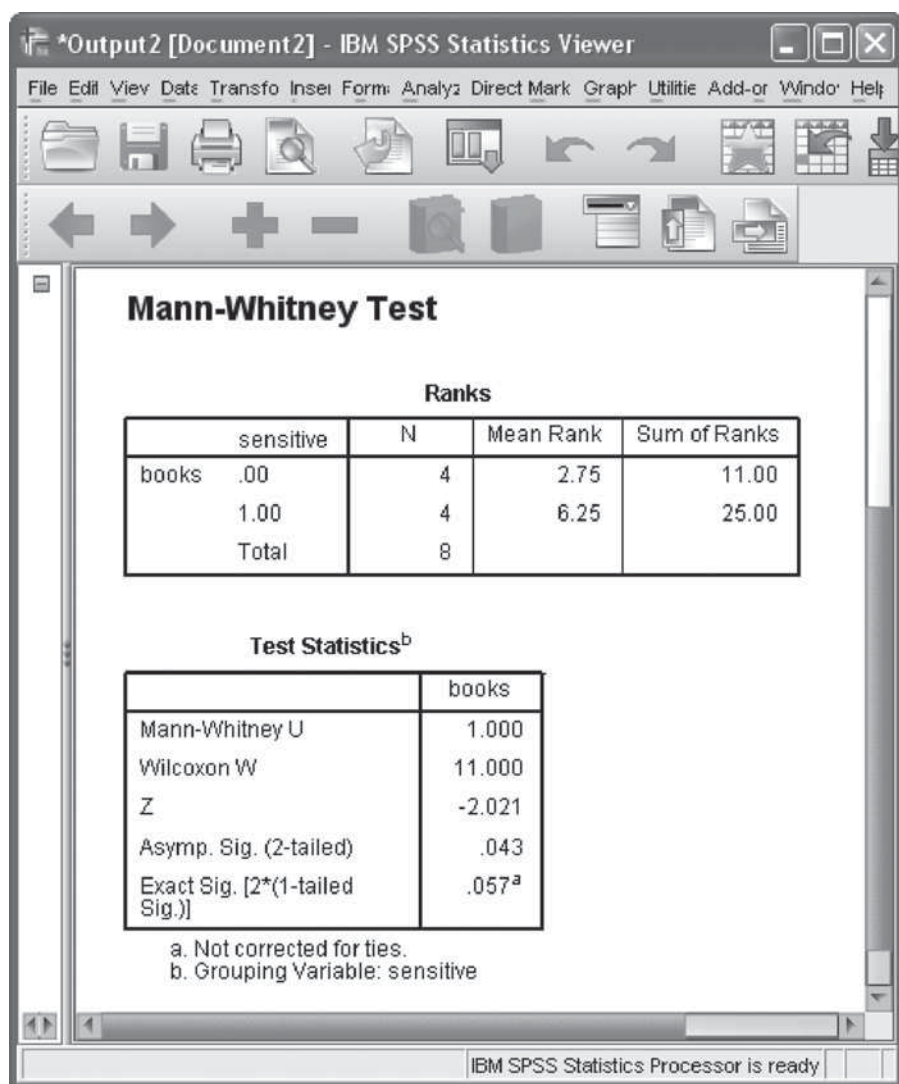 *Output2 [Document2] - IBM SPSS Statistics Viewer
File Edit View Data Transfo Inser Form Analyz Direct Mark Graph Utilitie Add-or Windo Help
Mann-Whitney Test
Ranks
sensitive N Mean Rank Sum of Ranks
books .00 4 2.75 11.00
1.00 4 6.25 25.00
Total 8
Test Statisticsb
books
Mann-Whitney U 1.000
Wilcoxon W 11.000
Z -2.021
Asymp. Sig. (2-tailed) .043
Exact Sig. [2*(1-tailed .057a
Sig.)]
a. Not corrected for ties.
b. Grouping Variable: sensitive
IBM SPSS Statistics Processor is ready